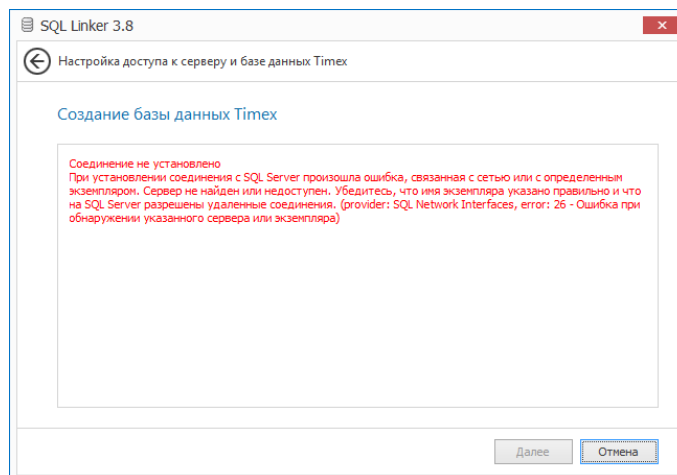 SQL Linker 3.8
Настройка доступа к серверу и базе данных Timex
Создание базы данных Timex
Соединение не установлено
При установлении соединения с SQL Server произошла ошибка, связанная с сетью или с определенным
экземпляром. Сервер не найден или недоступен. Убедитесь, что имя экземпляра указано правильно и что
на SQL Server разрешены удаленные соединения. (provider: SQL Network Interfaces, error: 26 - Ошибка при
обнаружении указанного сервера или экземпляра)
Далее
Отмена